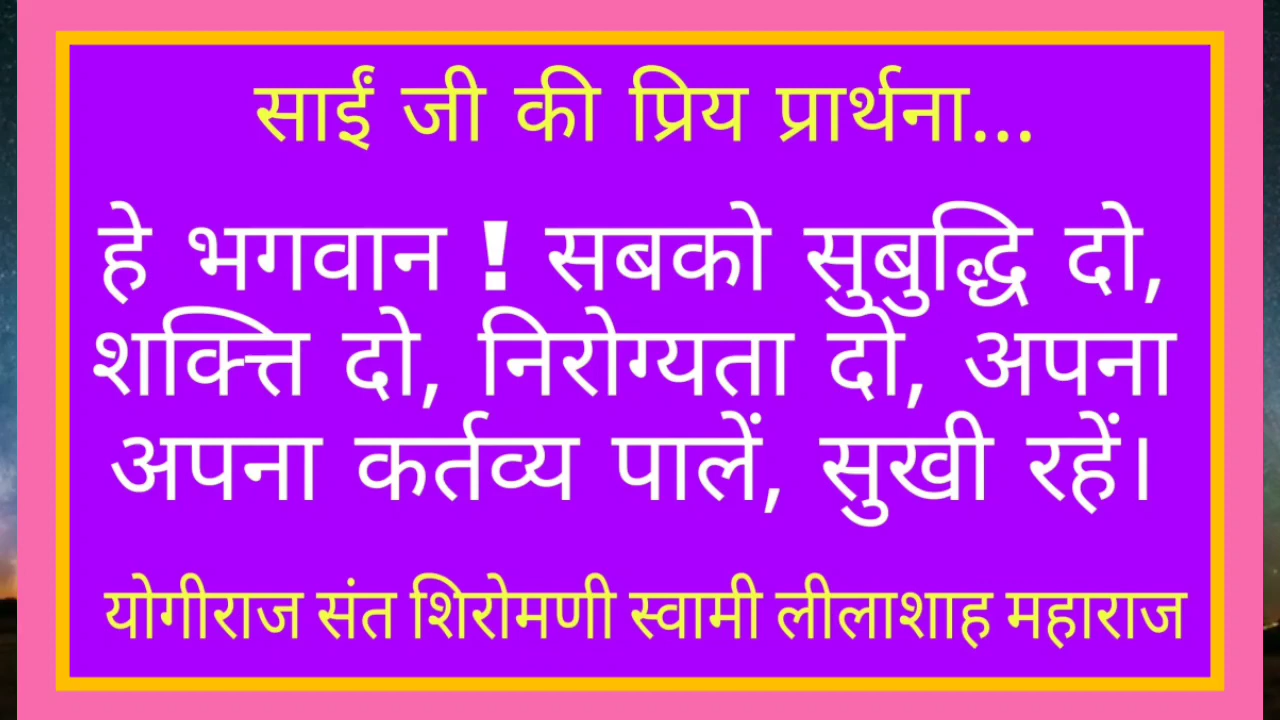 साईं जी की प्रिय प्रार्थना...
हे भगवान ! सबको सुबुद्धि दो,
शक्ति दो, निरोग्यता दो, अपना
अपना कर्तव्य पालें, सुखी रहें।
योगीराज संत शिरोमणी स्वामी लीलाशाह महाराज